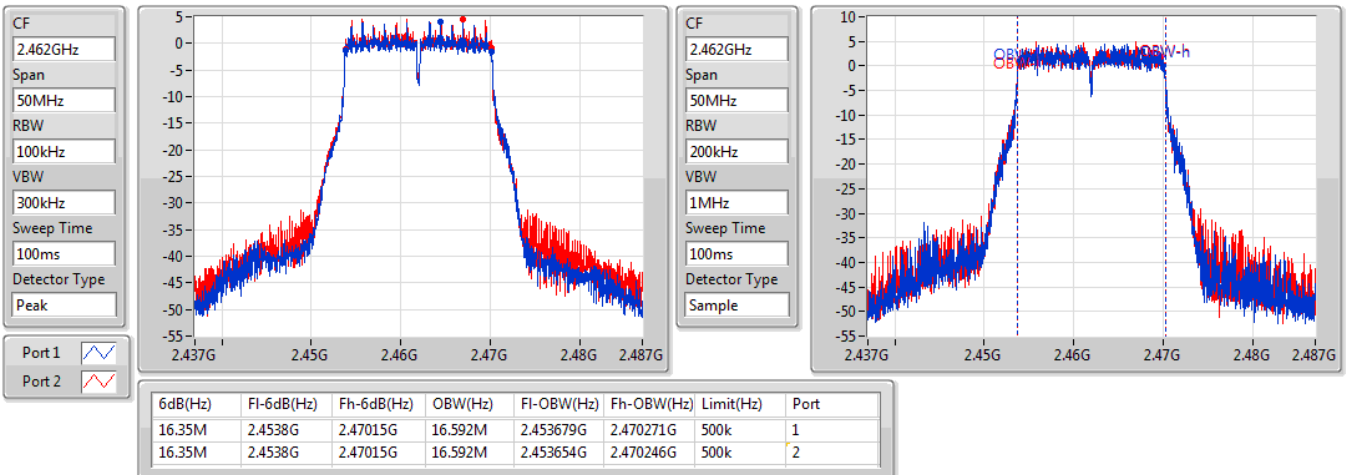 CF
2.462GHz
Span
50MHz
RBW
100kHz
VBW
300kHz
Sweep Time
100ms
Detector Type
Peak
Port 1
Port 2
5
0
-5
-10
-15
-20
-25
-30
-35
-40
-45
-50
-55
2.437G 2.45G 2.46G 2.47G 2.48G 2.487G
CF
2.462GHz
Span
50MHz
RBW
200kHz
VBW
1MHz
Sweep Time
100ms
Detector Type
Sample
10
5
0
-5
-10
-15
-20
-25
-30
-35
-40
-45
-50
-55
OBW-h
2.437G 2.45G 2.46G 2.47G 2.48G 2.487G
6dB(Hz) Fl-6dB(Hz) Fh-6dB(Hz) OBW(Hz) Fl-OBW(Hz) Fh-OBW(Hz) Limit(Hz) Port
16.35M 2.4538G 2.47015G 16.592M 2.453679G 2.470271G 500k 1
16.35M 2.4538G 2.47015G 16.592M 2.453654G 2.470246G 500k 2